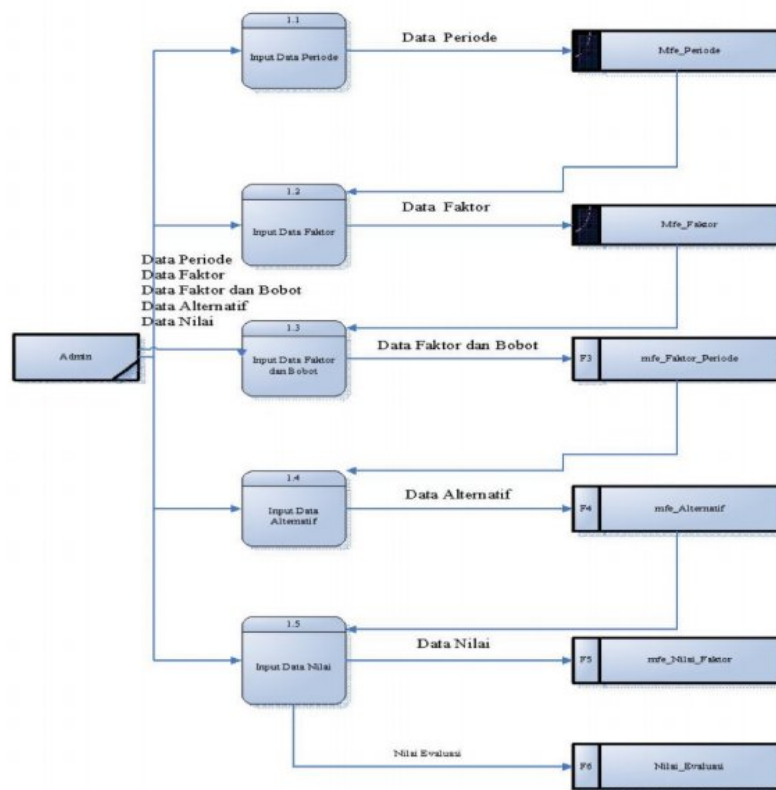 1.1
Input Data Periode
Data Periode
Mfe_Periode
1.2
Input Data Faktor
Data Faktor
Mfe_Faktor
Data Periode
Data Faktor
Data Faktor dan Bobot
Data Alternatif
Data Nilai
Admin
1.3
Input Data Faktor
dan Bobot
Data Faktor dan Bobot
F3
mfe_Faktor_Periode
1.4
Input Data
Alternatif
Data Alternatif
F4
mfe_Alternatif
1.5
Input Data Nilai
Data Nilai
F5
mfe_Nilai_Faktor
Nilai Evaluasi
F6
Nilai_Evaluasi